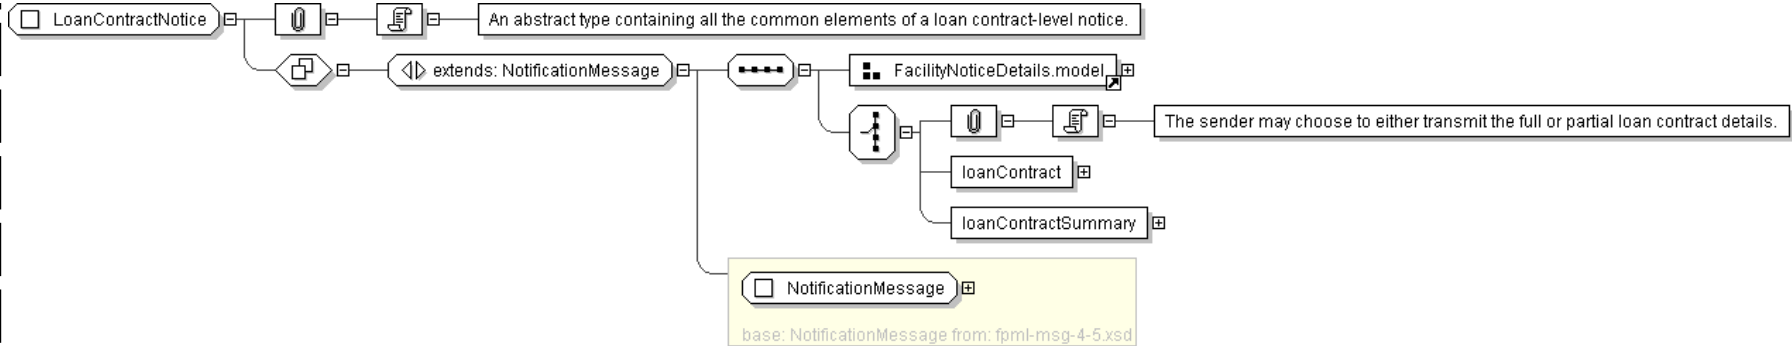 LoanContractNotice
An abstract type containing all the common elements of a loan contract-level notice.
extends: NotificationMessage
FacilityNoticeDetails.model
The sender may choose to either transmit the full or partial loan contract details.
loanContract
loanContractSummary
NotificationMessage
base: NotificationMessage from: fpml-msg-4-5.xsd